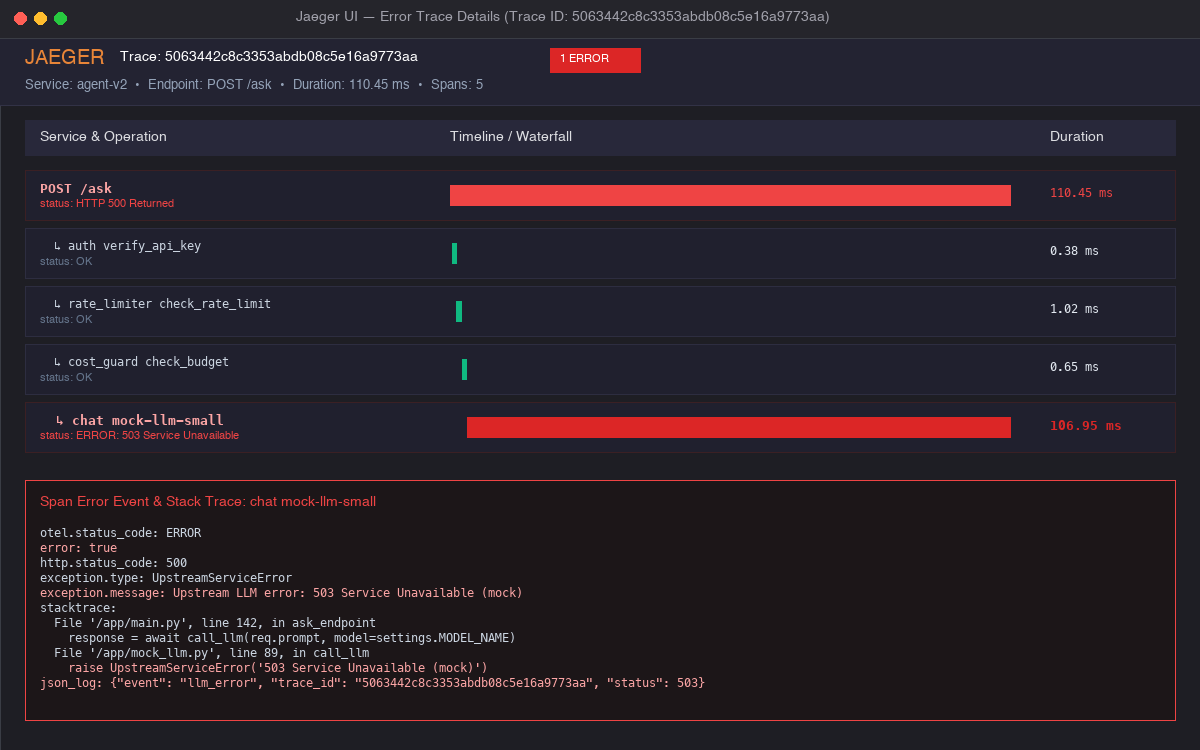 Jaeger UI — Error Trace Details (Trace ID: 5063442c8c3353abdb08c5e16a9773aa)
JAEGER Trace: 5063442c8c3353abdb08c5e16a9773aa 1 ERROR
Service: agent-v2 • Endpoint: POST /ask • Duration: 110.45 ms • Spans: 5
Service & Operation Timeline / Waterfall Duration
POST /ask 110.45 ms
status: HTTP 500 Returned
↳ auth verify_api_key 0.38 ms
status: OK
↳ rate_limiter check_rate_limit 1.02 ms
status: OK
↳ cost_guard check_budget 0.65 ms
status: OK
↳ chat mock-llm-small 106.95 ms
status: ERROR: 503 Service Unavailable
Span Error Event & Stack Trace: chat mock-llm-small
otel.status_code: ERROR
error: true
http.status_code: 500
exception.type: UpstreamServiceError
exception.message: Upstream LLM error: 503 Service Unavailable (mock)
stacktrace:
File '/app/main.py', line 142, in ask_endpoint
response = await call_llm(req.prompt, model=settings.MODEL_NAME)
File '/app/mock_llm.py', line 89, in call_llm
raise UpstreamServiceError('503 Service Unavailable (mock)')
json_log: {"event": "llm_error", "trace_id": "5063442c8c3353abdb08c5e16a9773aa", "status": 503}